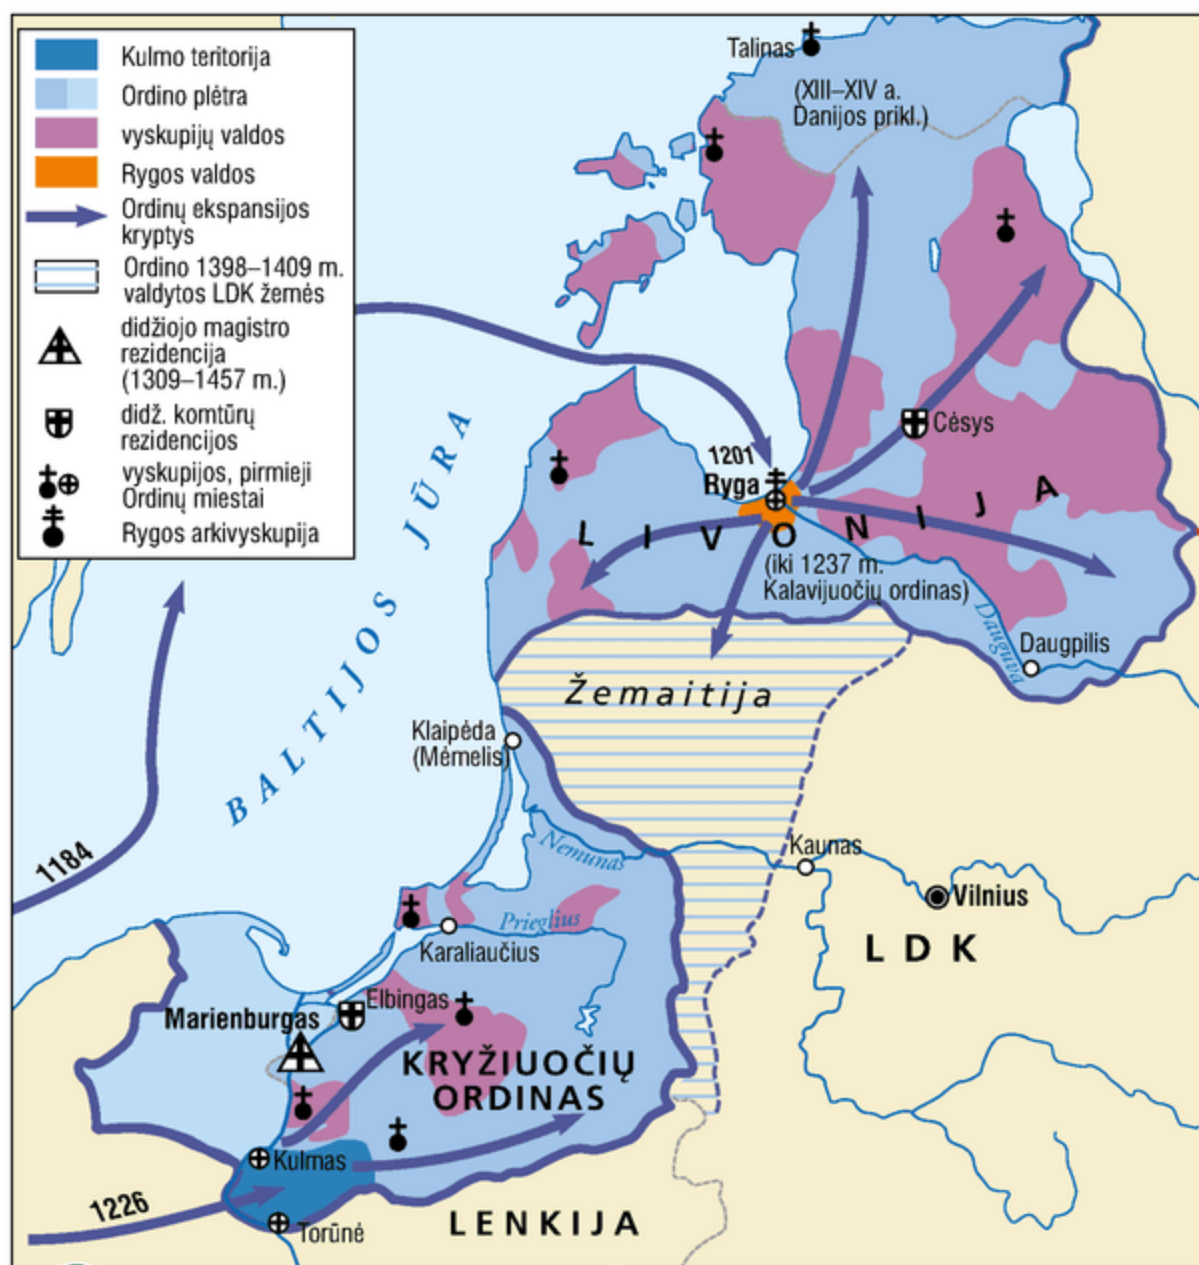 Kulmo teritorija
Ordino plėtra
vyskupijų valdos
Rygos valdos
Ordinų ekspansijos
kryptys
Ordino 1398–1409 m.
valdytos LDK žemės
didžiojo magistro
rezidencija
(1309–1457 m.)
didž. komtūrų
rezidencijos
vyskupijos, pirmieji
Ordinų miestai
Rygos arkivyskupija
Talinas
(XIII–XIV a.
Danijos prikl.)
Cėsys
1201
Ryga
LIVONIJA
(iki 1237 m.
Kalavijuočių ordinas)
Dauguva
Daugpilis
BALTIJOS JŪRA
Žemaitija
Klaipėda
(Mėmelis)
1184
Nemunas
Kaunas
Vilnius
LDK
Prieglius
Karaliaučius
Elbingas
Marienburgas
KRYŽIUOČIŲ
ORDINAS
Kulmas
1226
Torūnė
LENKIJA